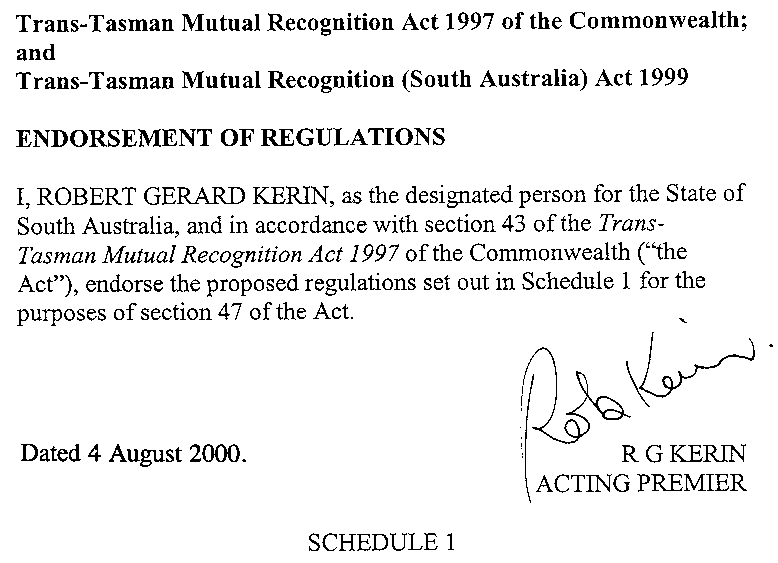 Trans-Tasman Mutual Recognition Act 1997 of the Commonwealth;
and
Trans-Tasman Mutual Recognition (South Australia) Act 1999
ENDORSEMENT OF REGULATIONS
I, ROBERT GERARD KERIN, as the designated person for the State of
South Australia, and in accordance with section 43 of the Trans-
Tasman Mutual Recognition Act 1997 of the Commonwealth (“the
Act”), endorse the proposed regulations set out in Schedule 1 for the
purposes of section 47 of the Act.
Rob Kerin
Dated 4 August 2000.
R G KERIN
ACTING PREMIER
SCHEDULE 1